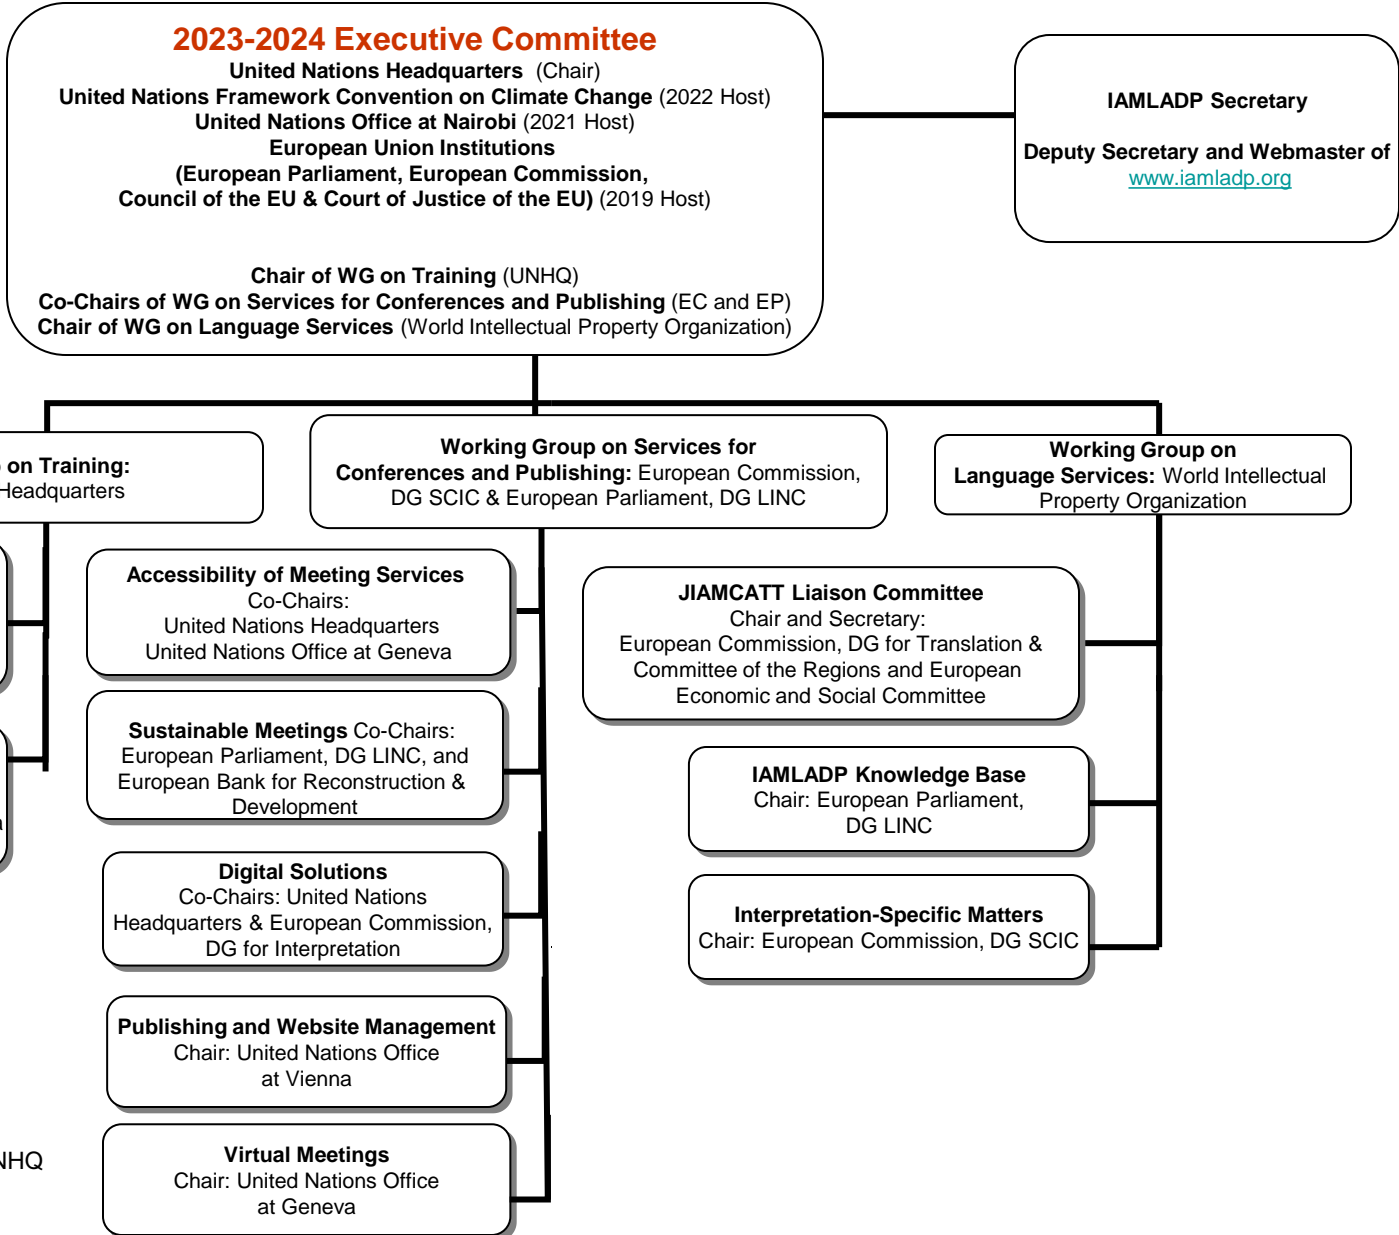 2023-2024 Executive Committee
United Nations Headquarters (Chair)
United Nations Framework Convention on Climate Change (2022 Host)
United Nations Office at Nairobi (2021 Host)
European Union Institutions
(European Parliament, European Commission,
Council of the EU & Court of Justice of the EU) (2019 Host)
Chair of WG on Training (UNHQ)
Co-Chairs of WG on Services for Conferences and Publishing (EC and EP)
Chair of WG on Language Services (World Intellectual Property Organization)
IAMLADP Secretary
Deputy Secretary and Webmaster of
www.iamladp.org
on Training:
Headquarters
Working Group on Services for
Conferences and Publishing: European Commission,
DG SCIC & European Parliament, DG LINC
Working Group on
Language Services: World Intellectual
Property Organization
Accessibility of Meeting Services
Co-Chairs:
United Nations Headquarters
United Nations Office at Geneva
Sustainable Meetings Co-Chairs:
European Parliament, DG LINC, and
European Bank for Reconstruction &
Development
Digital Solutions
Co-Chairs: United Nations
Headquarters & European Commission,
DG for Interpretation
Publishing and Website Management
Chair: United Nations Office
at Vienna
Virtual Meetings
Chair: United Nations Office
at Geneva
JIAMCATT Liaison Committee
Chair and Secretary:
European Commission, DG for Translation &
Committee of the Regions and European
Economic and Social Committee
IAMLADP Knowledge Base
Chair: European Parliament,
DG LINC
Interpretation-Specific Matters
Chair: European Commission, DG SCIC